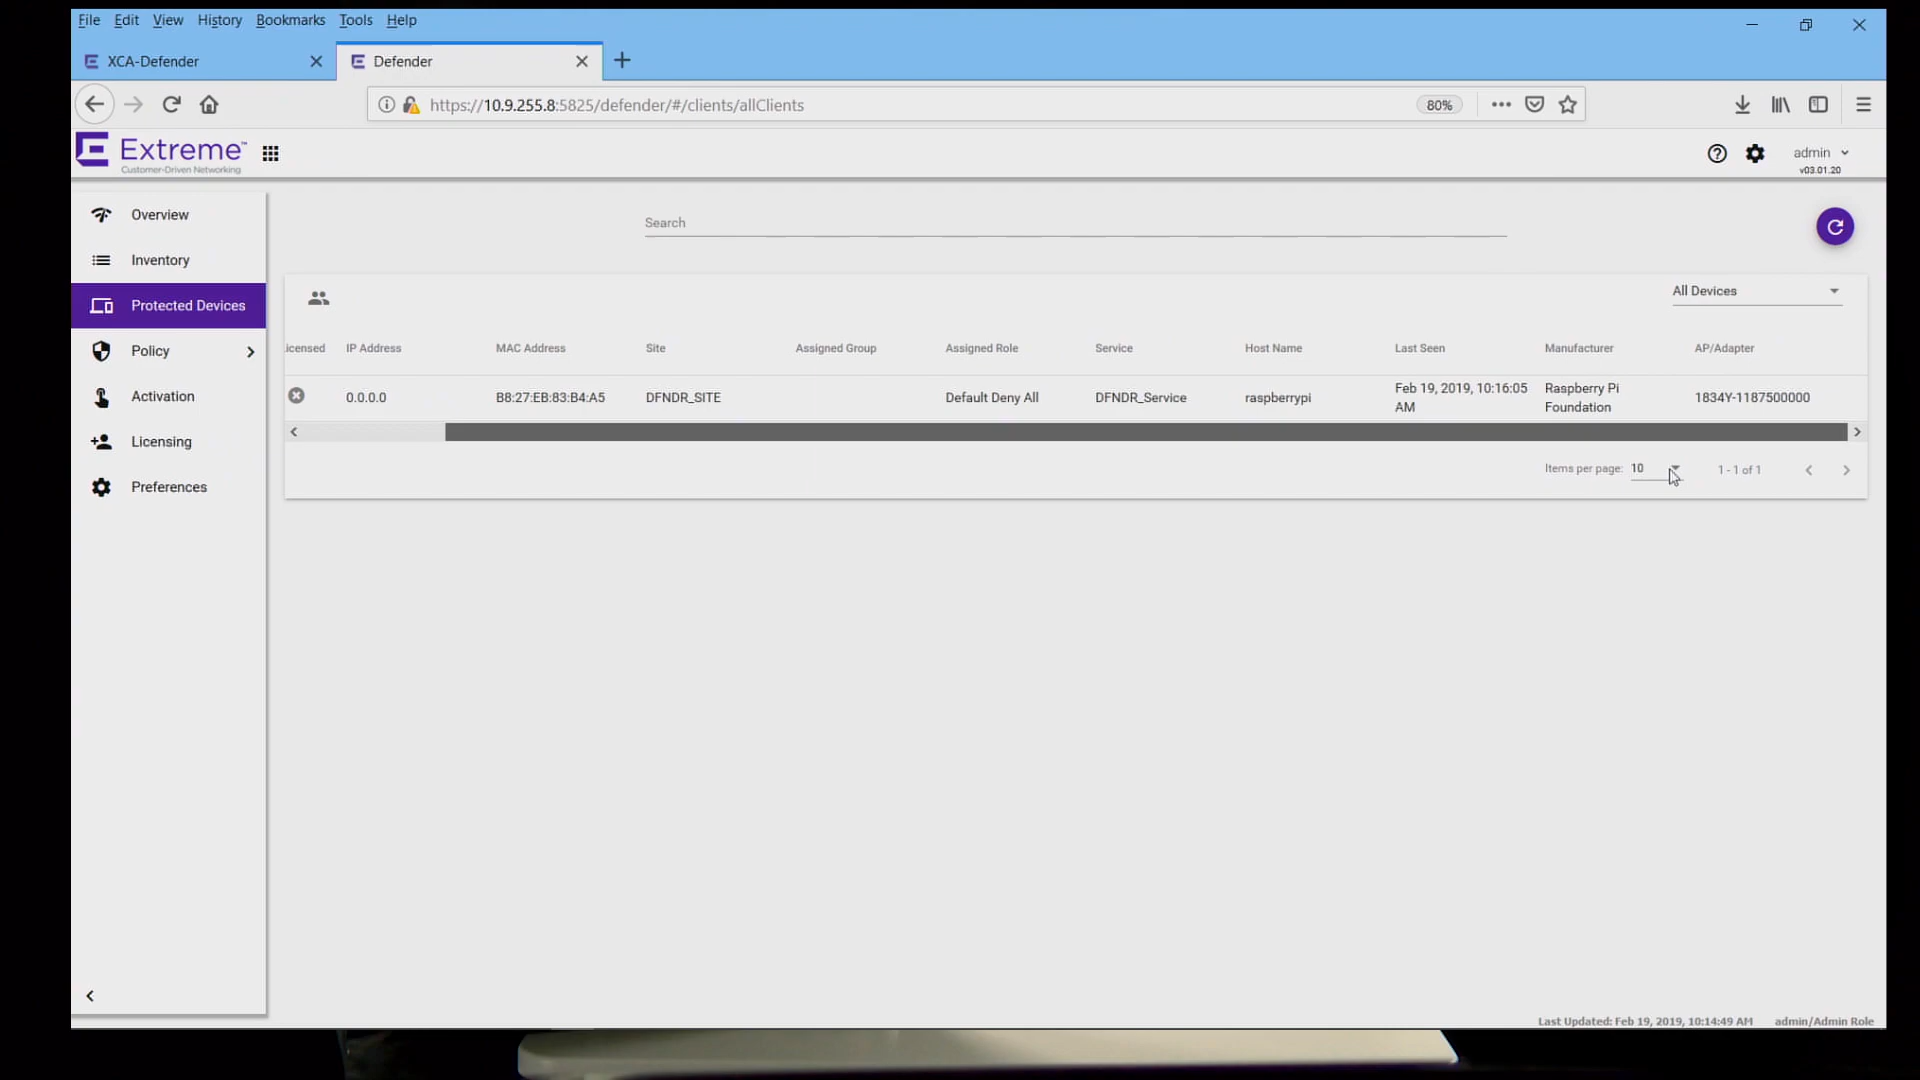 File Edit View History Bookmarks Tools Help
XCA-Defender
Defender
https://10.9.255.8:5825/defender/#/clients/allClients
80%
Extreme™
Customer-Driven Networking
admin
v03.01.20
Overview
Inventory
Protected Devices
Policy
Activation
Licensing
Preferences
Search
All Devices
icensed IP Address MAC Address Site Assigned Group Assigned Role Service Host Name Last Seen Manufacturer AP/Adapter
0.0.0.0 B8:27:EB:83:B4:A5 DFNDR_SITE Default Deny All DFNDR_Service raspberrypi Feb 19, 2019, 10:16:05 Raspberry Pi 1834Y-1187500000
AM Foundation
Items per page: 10 1 - 1 of 1
Last Updated: Feb 19, 2019, 10:14:49 AM admin/Admin Role